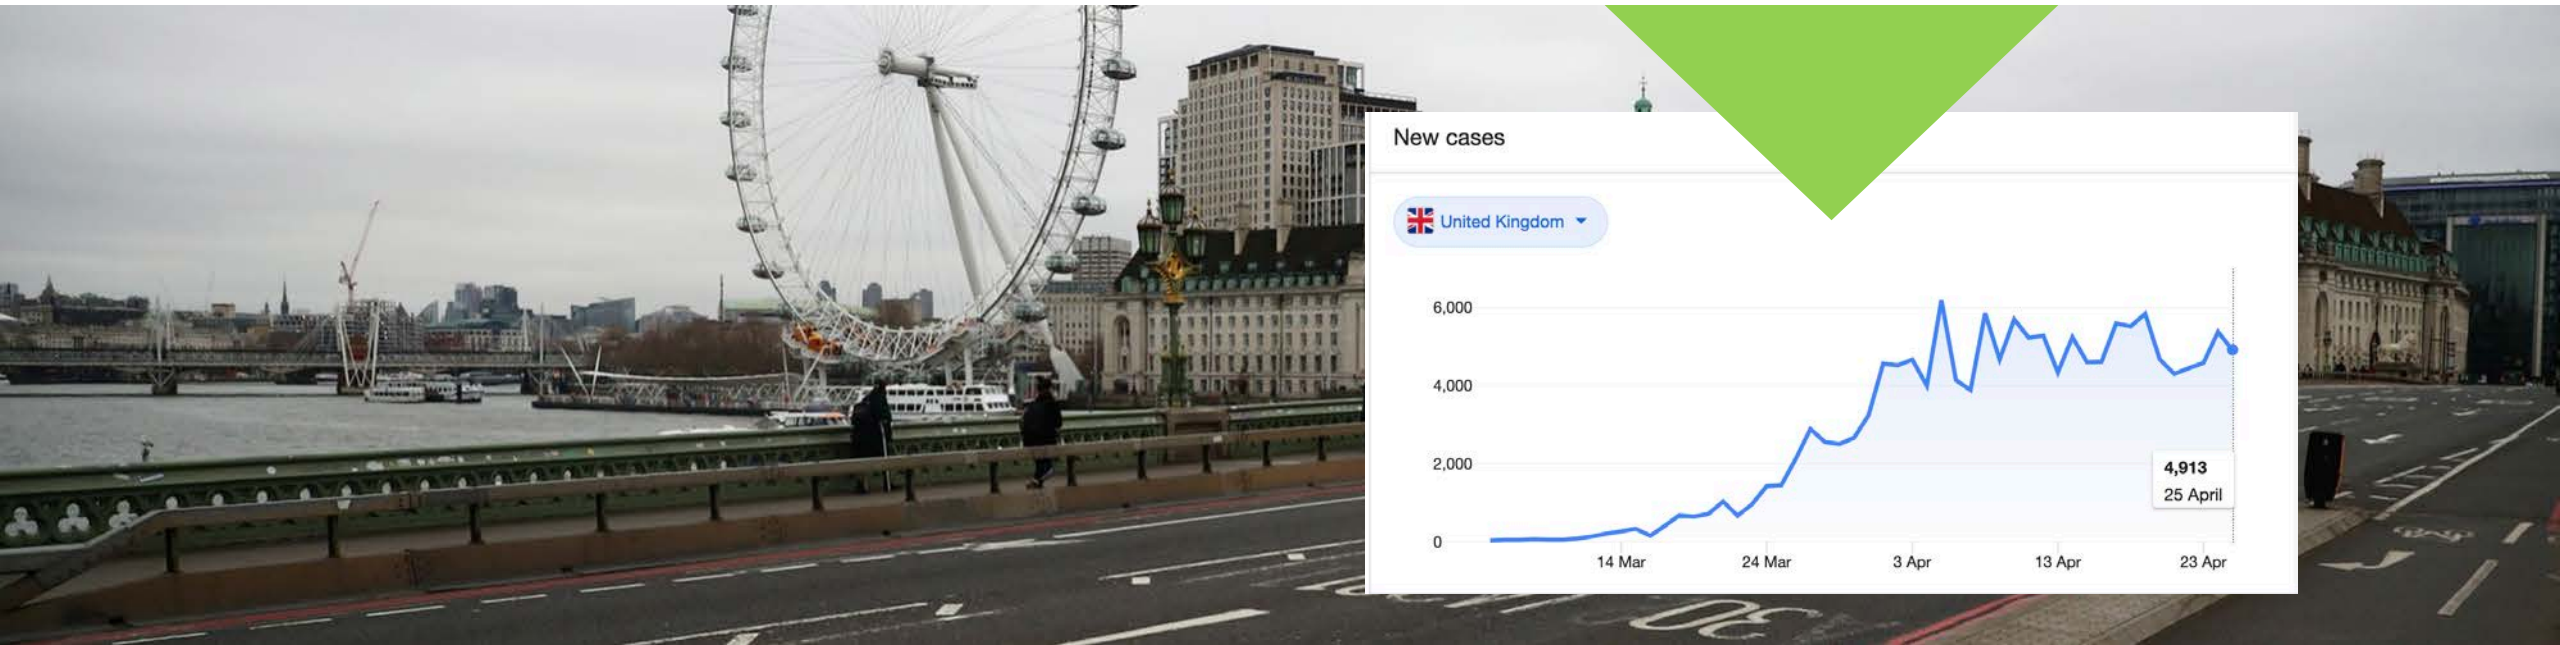 New cases
United Kingdom
6,000
4,000
2,000
0
4,913
25 April
14 Mar
24 Mar
3 Apr
13 Apr
23 Apr